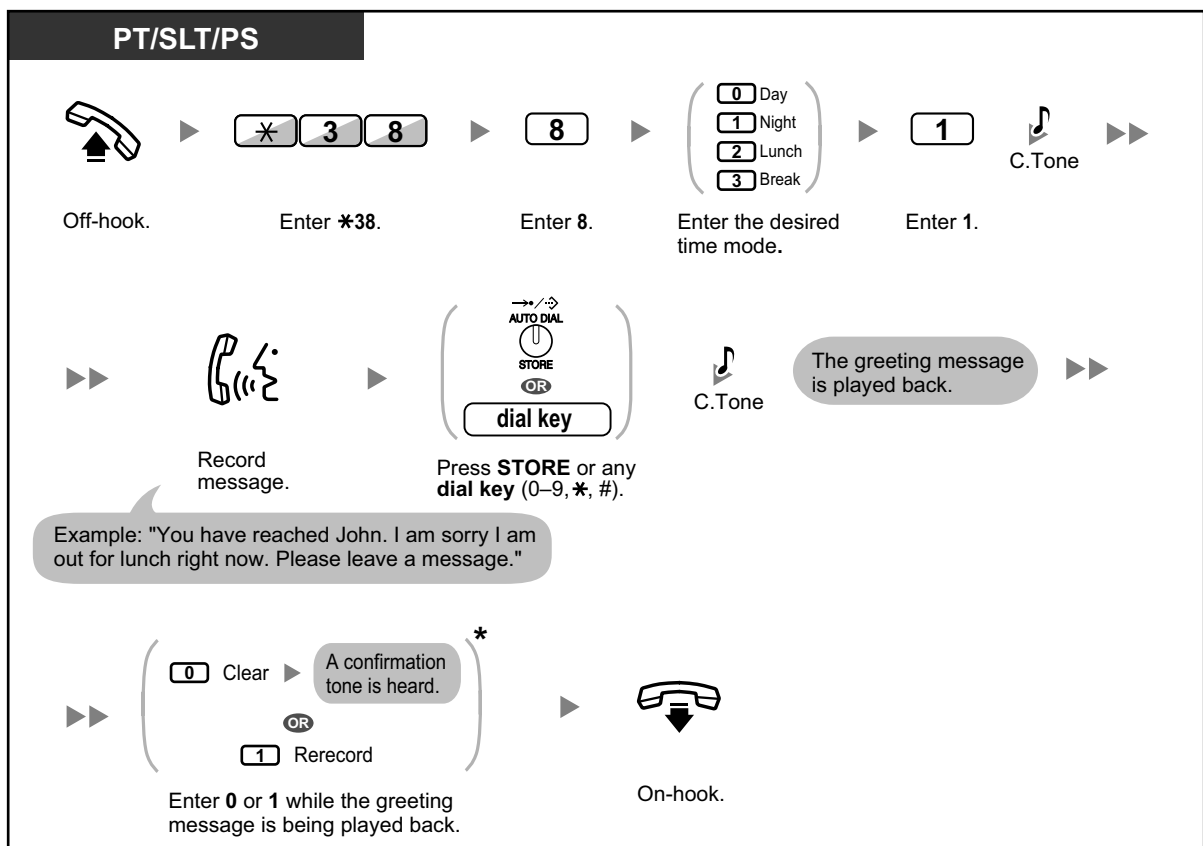 PT/SLT/PS
✳ 3 8
8
0 Day
1 Night
2 Lunch
3 Break
1
C.Tone
Off-hook.
Enter ✳38.
Enter 8.
Enter the desired
time mode.
Enter 1.
AUTO DIAL
STORE
OR
dial key
C.Tone
The greeting message
is played back.
Record
message.
Press STORE or any
dial key (0–9, ✳, #).
Example: "You have reached John. I am sorry I am
out for lunch right now. Please leave a message."
0 Clear
A confirmation
tone is heard.
*
OR
1 Rerecord
Enter 0 or 1 while the greeting
message is being played back.
On-hook.